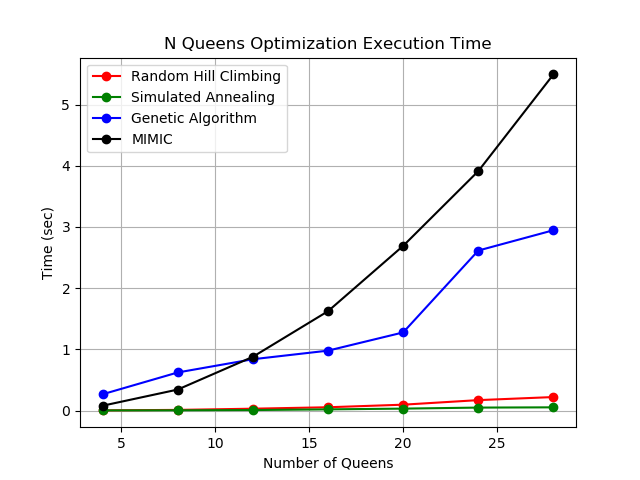 N Queens Optimization Execution Time
Random Hill Climbing
Simulated Annealing
Genetic Algorithm
MIMIC
Time (sec)
5
4
3
2
1
0
5
10
15
20
25
Number of Queens